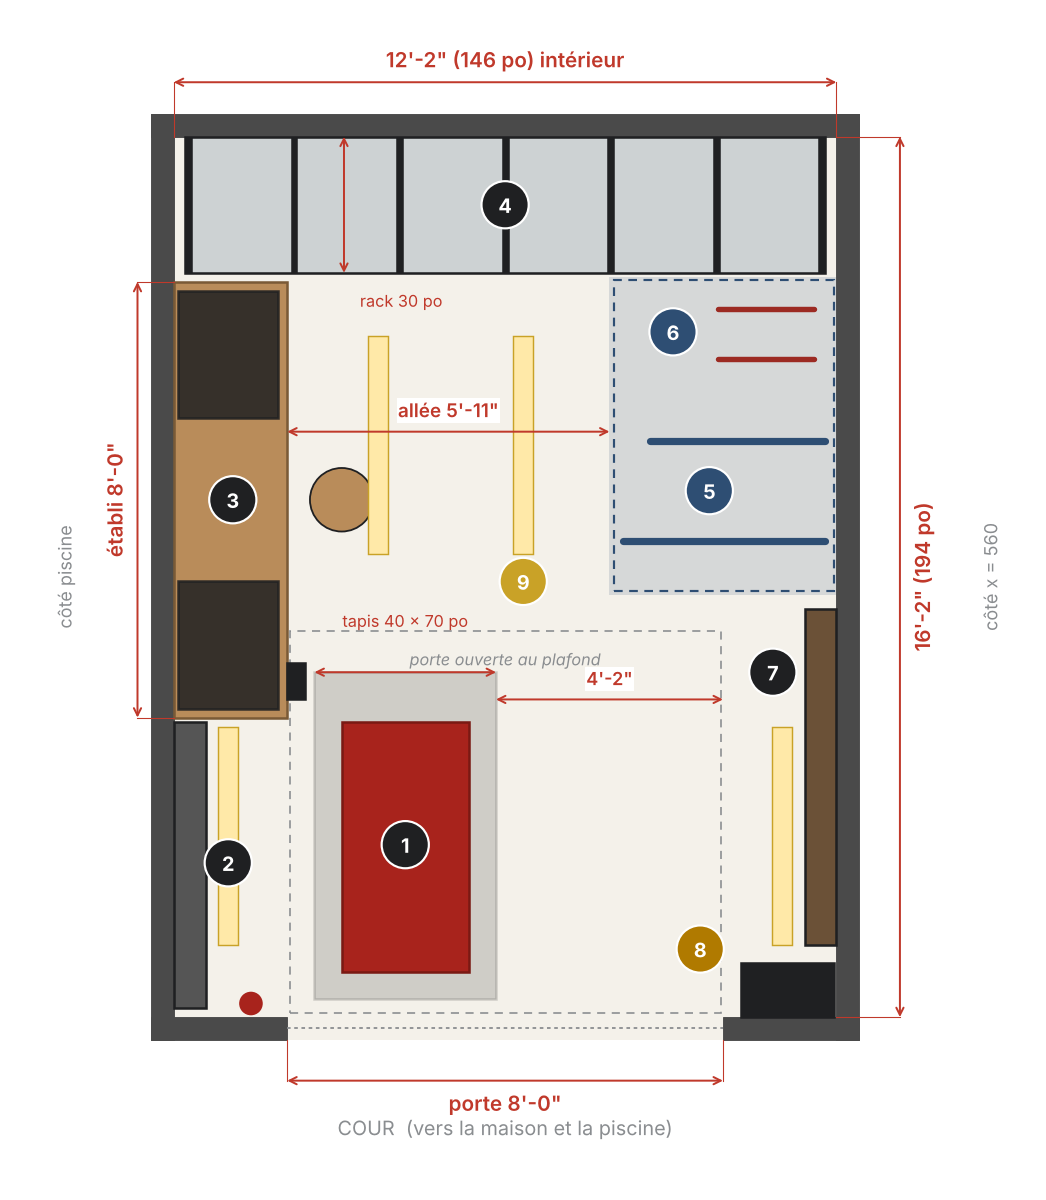 12'-2" (146 po) intérieur
4
rack 30 po
6
allée 5'-11"
établi 8'-0"
3
5
côté piscine
16'-2" (194 po)
côté x = 560
9
tapis 40 × 70 po
porte ouverte au plafond
4'-2"
7
1
2
8
porte 8'-0"
COUR (vers la maison et la piscine)